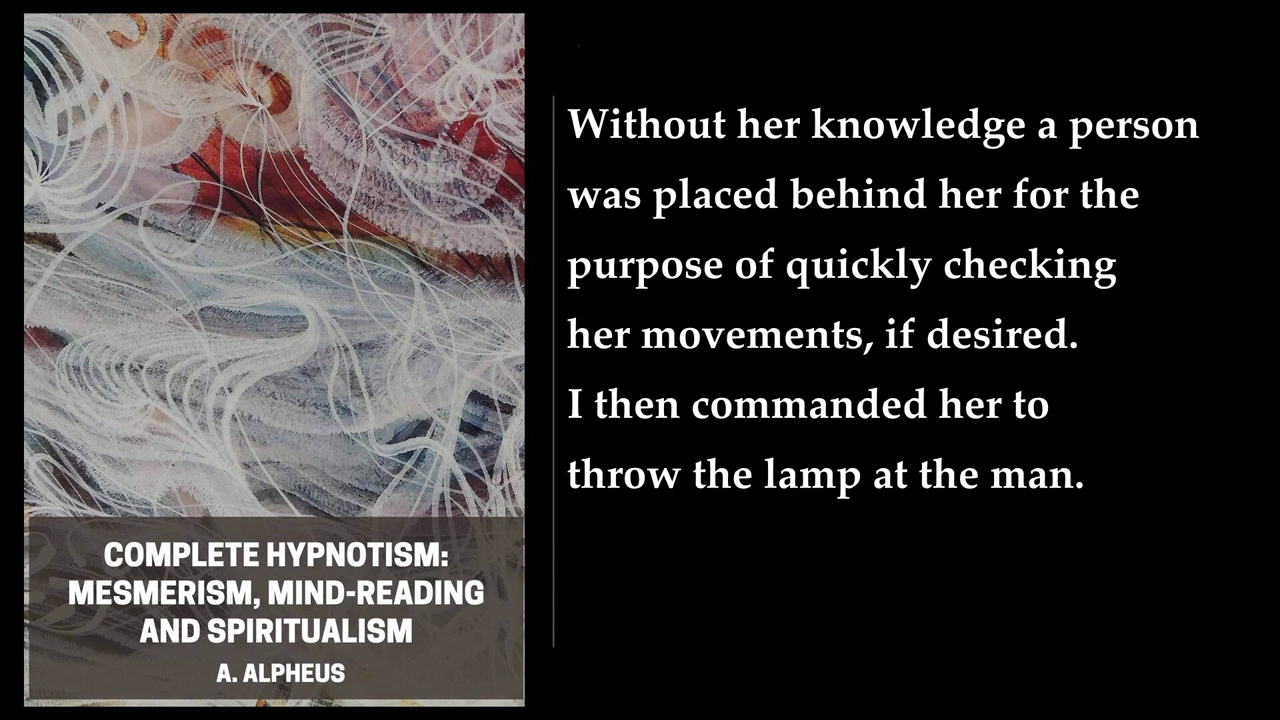 COMPLETE HYPNOTISM:
MESMERISM, MIND-READING
AND SPIRITUALISM
A. ALPHEUS
Without her knowledge a person
was placed behind her for the
purpose of quickly checking
her movements, if desired.
I then commanded her to
throw the lamp at the man.